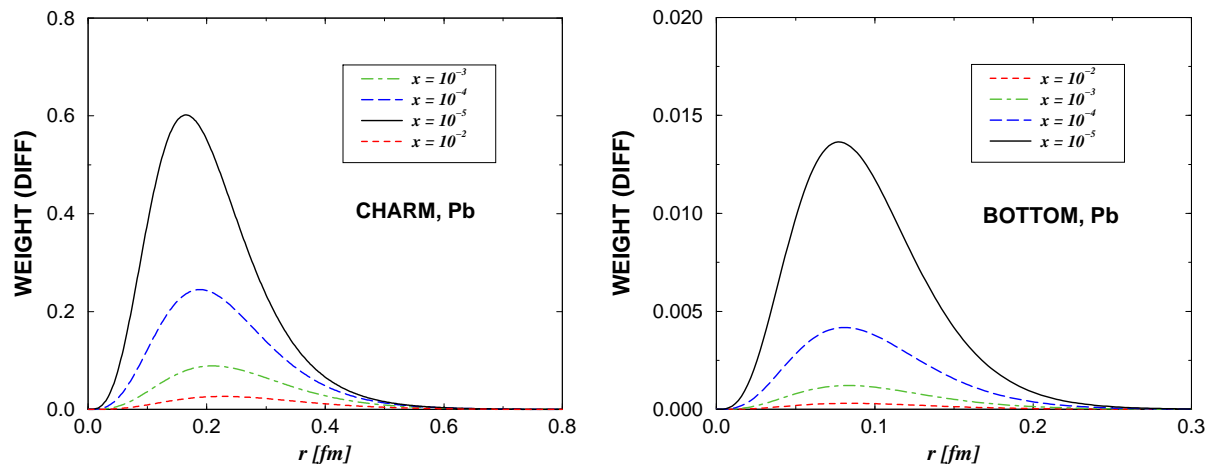 WEIGHT (DIFF)
0.8
0.6
0.4
0.2
0.0
x = 10⁻³
x = 10⁻⁴
x = 10⁻⁵
x = 10⁻²
CHARM, Pb
0.0 0.2 0.4 0.6 0.8
r [fm]
WEIGHT (DIFF)
0.020
0.015
0.010
0.005
0.000
x = 10⁻²
x = 10⁻³
x = 10⁻⁴
x = 10⁻⁵
BOTTOM, Pb
0.0 0.1 0.2 0.3
r [fm]